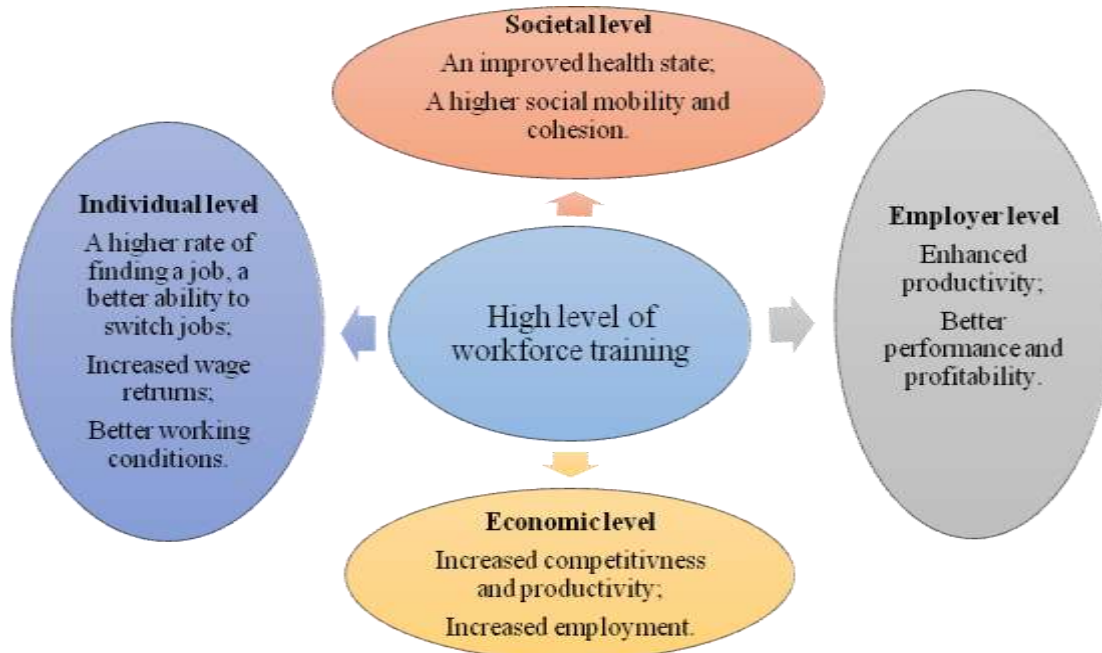 Societal level
An improved health state;
A higher social mobility and
cohesion.
Individual level
A higher rate of
finding a job, a
better ability to
switch jobs;
Increased wage
retrurns;
Better working
conditions.
High level of
workforce training
Employer level
Enhanced
productivity;
Better
performance and
profitability.
Economic level
Increased competitivness
and productivity;
Increased employment.